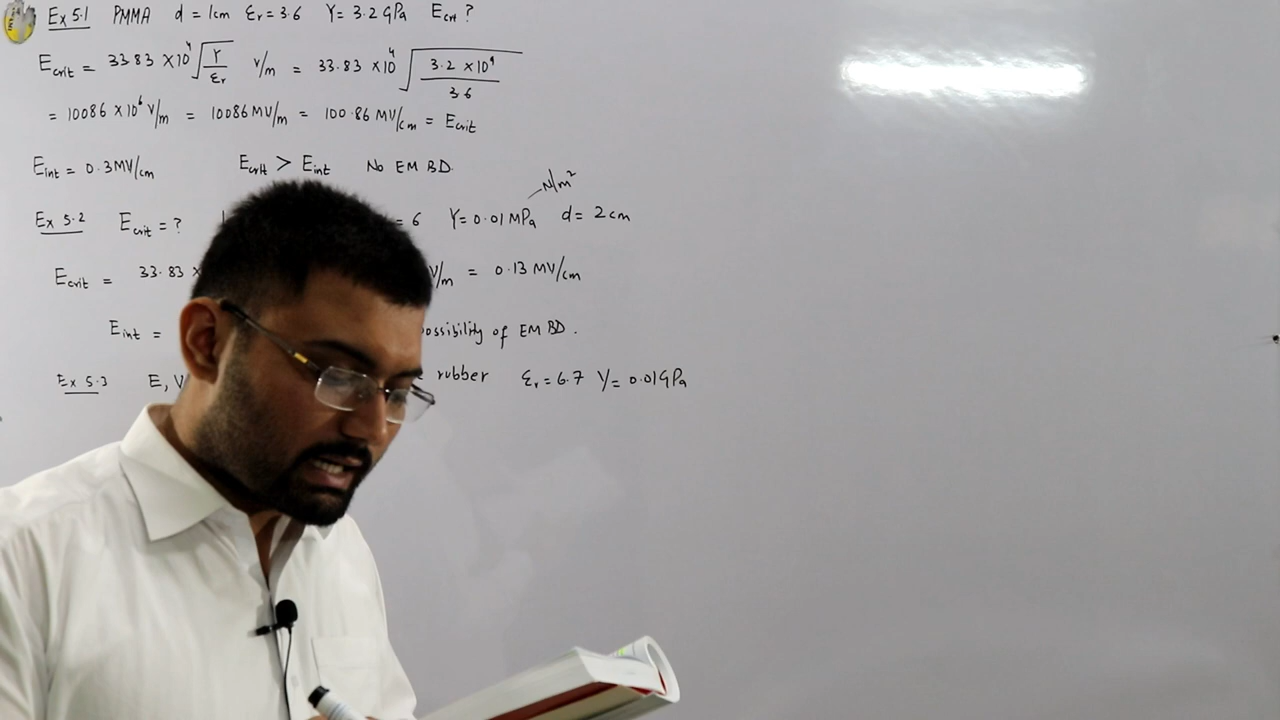 Ex 5.1 PMMA d = 1cm εr = 3.6 Y = 3.2 GPa Ecrit ?
Ecrit = 33.83 ×10⁴ √(Y/εr) V/m = 33.83 ×10⁴ √(3.2 ×10⁹/3.6)
= 10086 ×10⁶ V/m = 10086 MV/m = 100.86 MV/cm = Ecrit
Eint = 0.3 MV/cm Ecrit > Eint No EM BD.
N/m²
Ex 5.2 Ecrit = ? = 6 Y = 0.01 MPa d = 2 cm
Ecrit = 33.83 × V/m = 0.13 MV/cm
Eint = ossibility of EM BD.
Ex 5.3 E, V rubber εr = 6.7 Y = 0.01 GPa